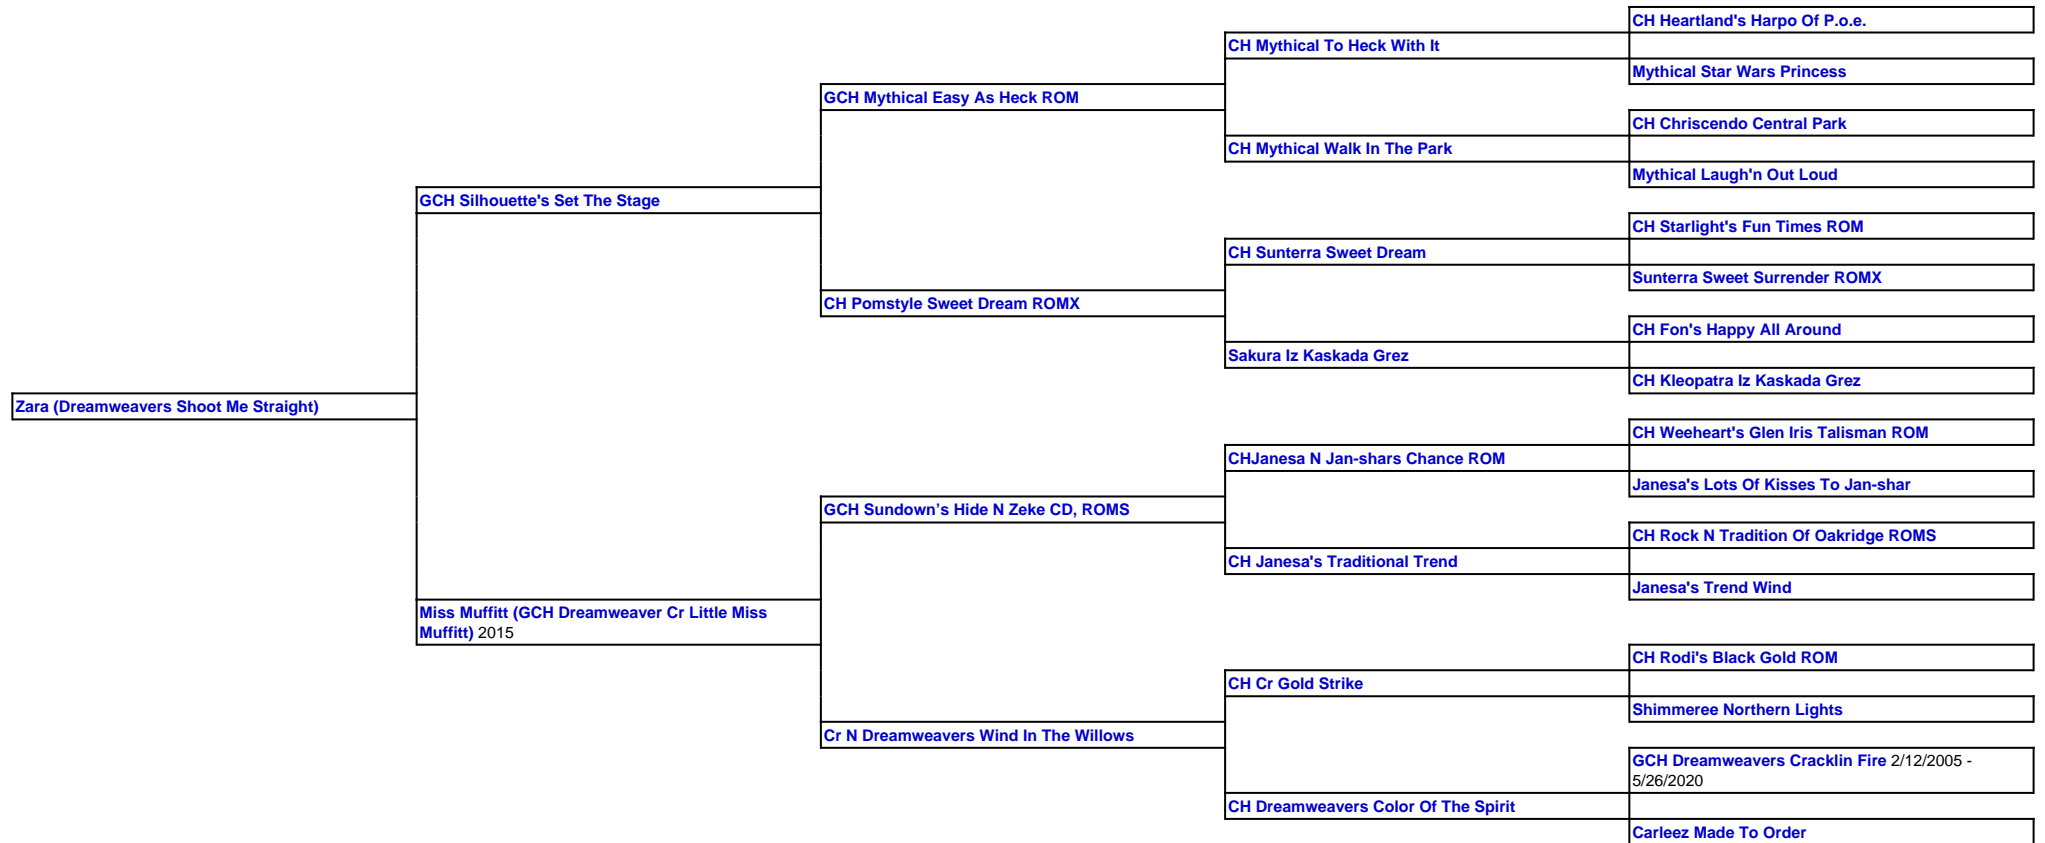 CH Heartland's Harpo Of P.o.e.
CH Mythical To Heck With It
Mythical Star Wars Princess
GCH Mythical Easy As Heck ROM
CH Chriscendo Central Park
CH Mythical Walk In The Park
Mythical Laugh'n Out Loud
GCH Silhouette's Set The Stage
CH Starlight's Fun Times ROM
CH Sunterra Sweet Dream
Sunterra Sweet Surrender ROMX
CH Pomstyle Sweet Dream ROMX
CH Fon's Happy All Around
Sakura Iz Kaskada Grez
CH Kleopatra Iz Kaskada Grez
Zara (Dreamweavers Shoot Me Straight)
CH Weeheart's Glen Iris Talisman ROM
CHJanesa N Jan-shars Chance ROM
Janesa's Lots Of Kisses To Jan-shar
GCH Sundown’s Hide N Zeke CD, ROMS
CH Rock N Tradition Of Oakridge ROMS
CH Janesa's Traditional Trend
Janesa's Trend Wind
Miss Muffitt (GCH Dreamweaver Cr Little Miss
Muffitt) 2015
CH Rodi's Black Gold ROM
CH Cr Gold Strike
Shimmeree Northern Lights
Cr N Dreamweavers Wind In The Willows
GCH Dreamweavers Cracklin Fire 2/12/2005 -
5/26/2020
CH Dreamweavers Color Of The Spirit
Carleez Made To Order